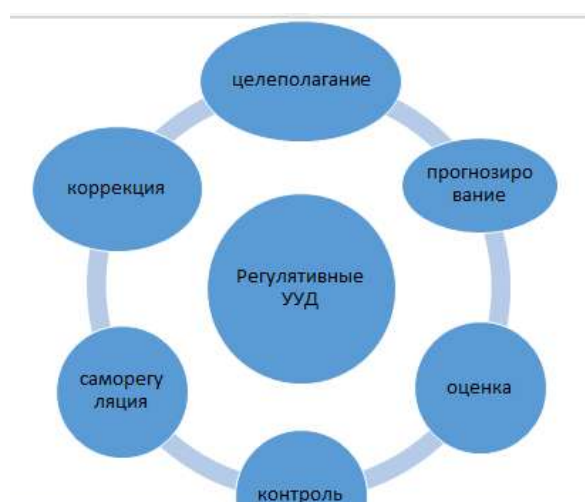 целеполагание
прогнозиро
вание
оценка
контроль
саморегу
ляция
коррекция
Регулятивные
УУД